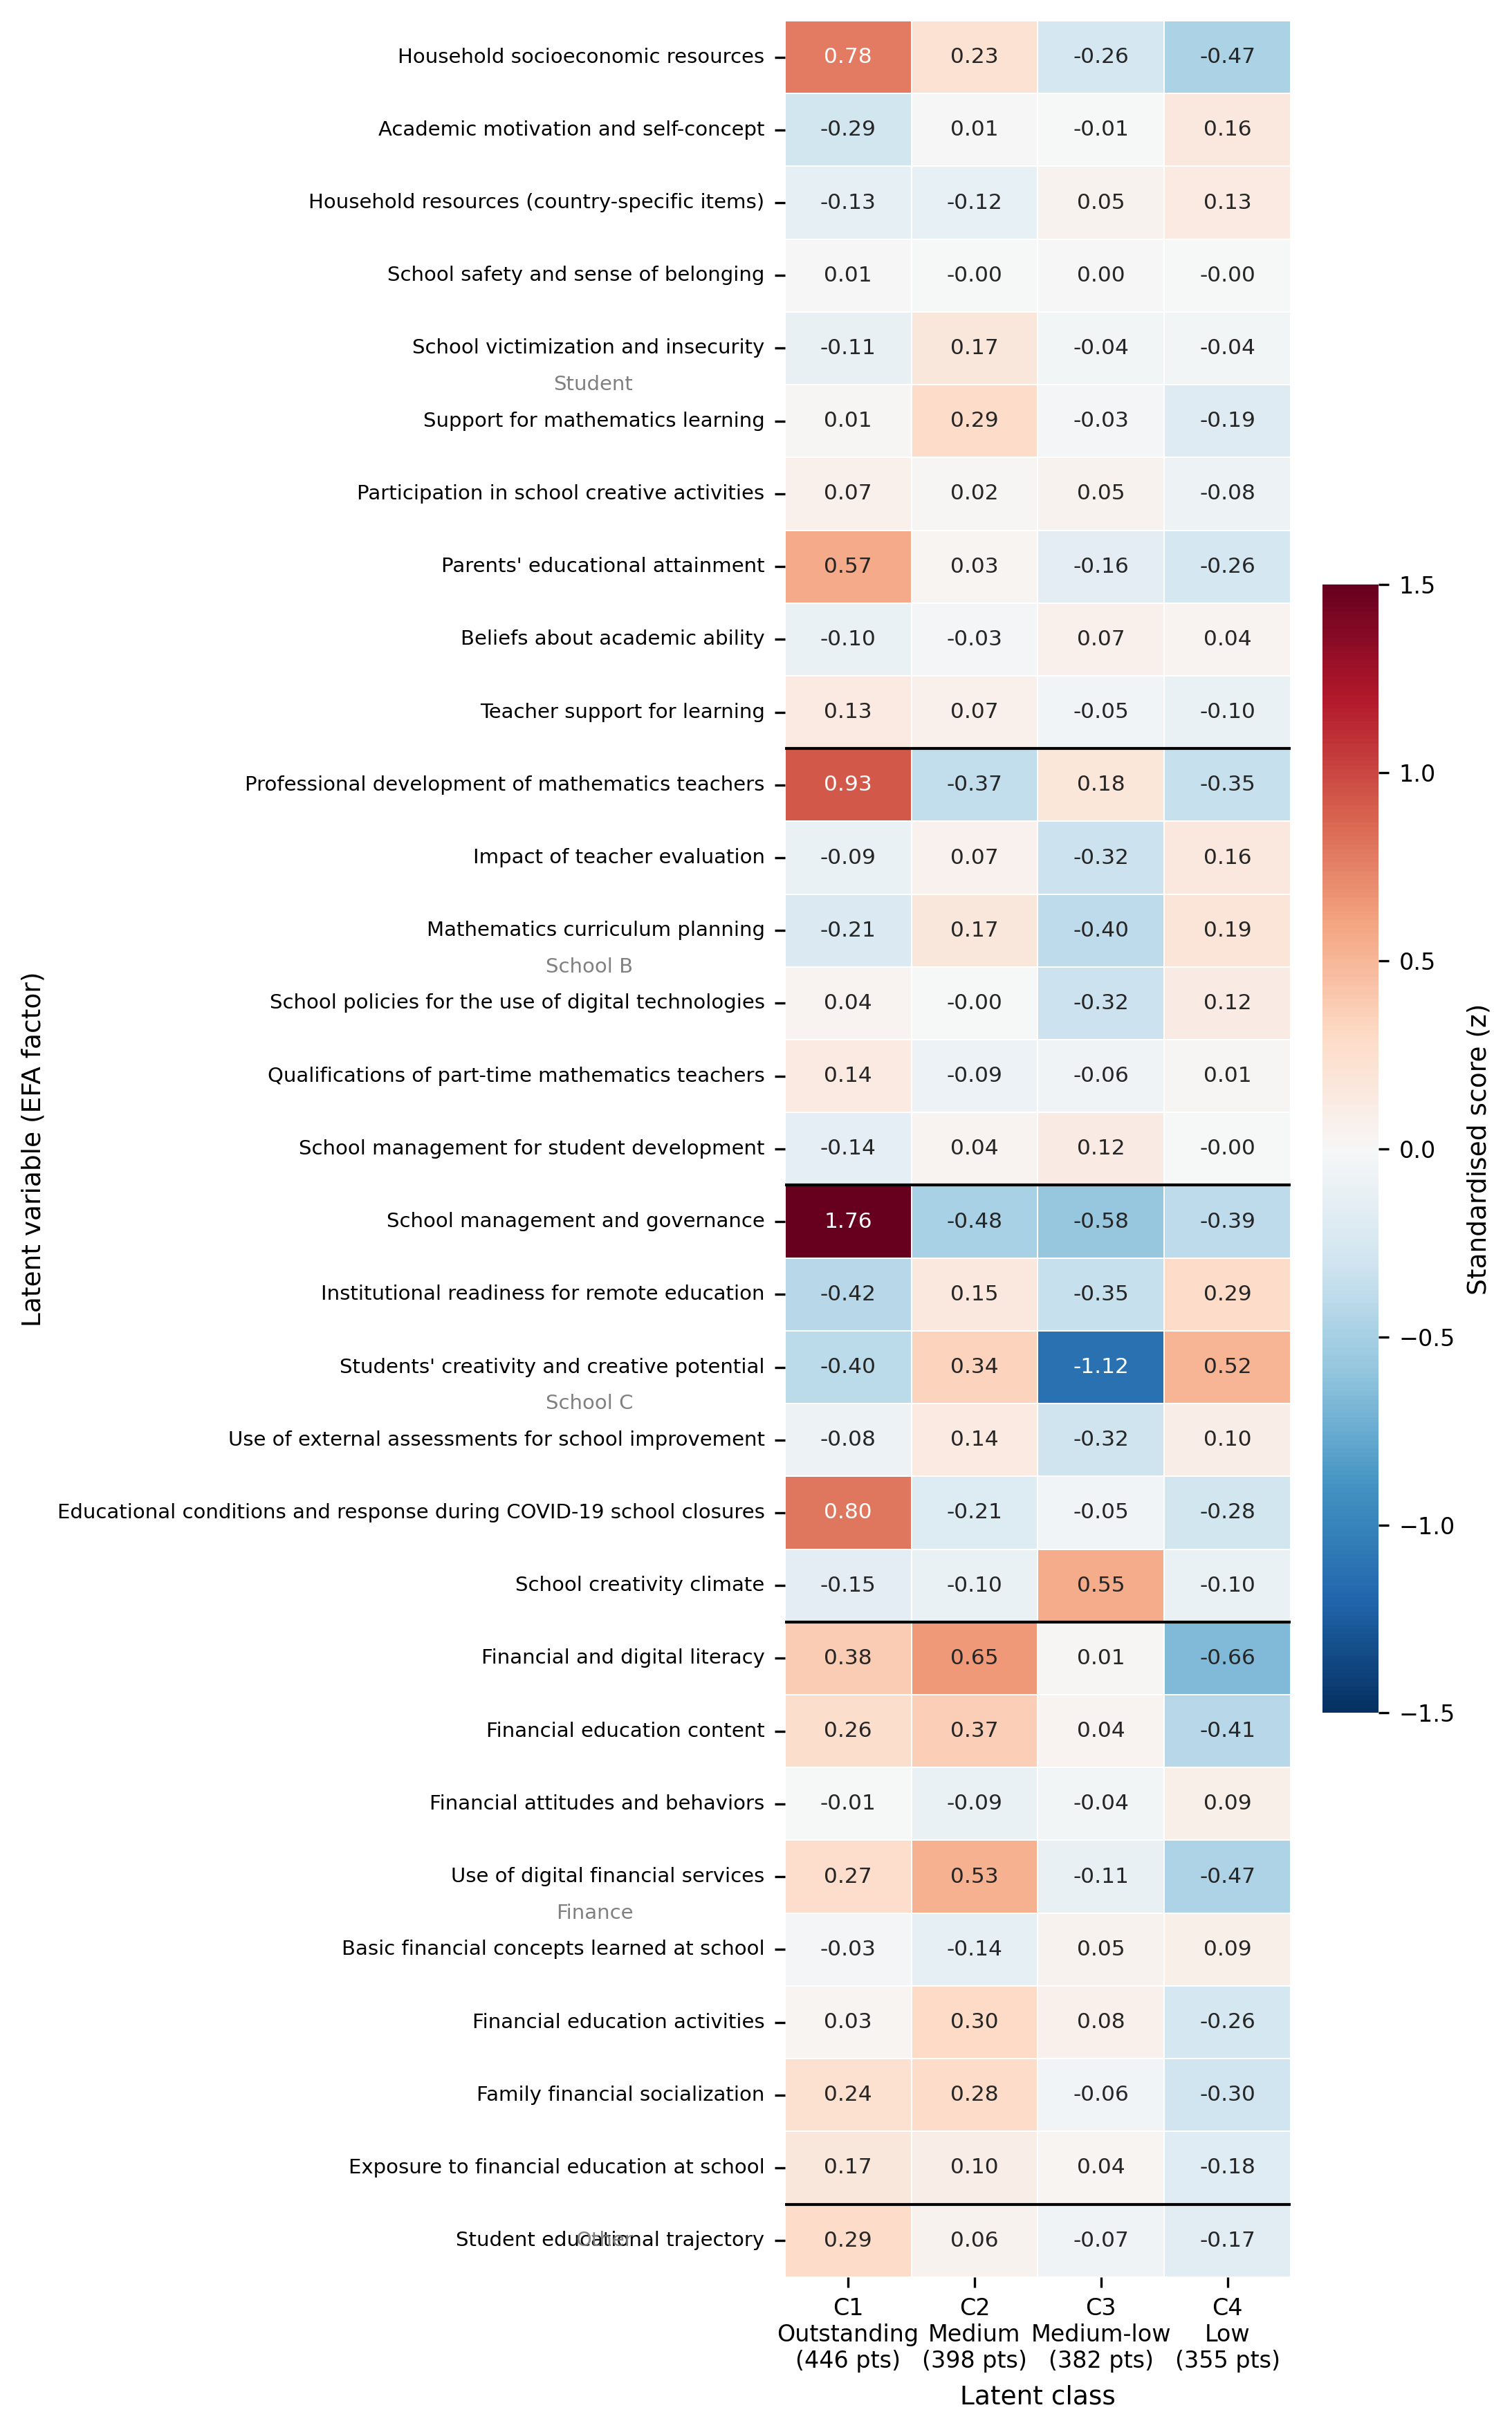 Household socioeconomic resources 0.78 0.23 -0.26 -0.47
Academic motivation and self-concept -0.29 0.01 -0.01 0.16
Household resources (country-specific items) -0.13 -0.12 0.05 0.13
School safety and sense of belonging 0.01 -0.00 0.00 -0.00
School victimization and insecurity -0.11 0.17 -0.04 -0.04
Student
Support for mathematics learning 0.01 0.29 -0.03 -0.19
Participation in school creative activities 0.07 0.02 0.05 -0.08
Parents' educational attainment 0.57 0.03 -0.16 -0.26
Beliefs about academic ability -0.10 -0.03 0.07 0.04
Teacher support for learning 0.13 0.07 -0.05 -0.10
Professional development of mathematics teachers 0.93 -0.37 0.18 -0.35
Impact of teacher evaluation -0.09 0.07 -0.32 0.16
Mathematics curriculum planning -0.21 0.17 -0.40 0.19
School B
School policies for the use of digital technologies 0.04 -0.00 -0.32 0.12
Qualifications of part-time mathematics teachers 0.14 -0.09 -0.06 0.01
School management for student development -0.14 0.04 0.12 -0.00
School management and governance 1.76 -0.48 -0.58 -0.39
Institutional readiness for remote education -0.42 0.15 -0.35 0.29
Students' creativity and creative potential -0.40 0.34 -1.12 0.52
School C
Use of external assessments for school improvement -0.08 0.14 -0.32 0.10
Educational conditions and response during COVID-19 school closures 0.80 -0.21 -0.05 -0.28
School creativity climate -0.15 -0.10 0.55 -0.10
Financial and digital literacy 0.38 0.65 0.01 -0.66
Financial education content 0.26 0.37 0.04 -0.41
Financial attitudes and behaviors -0.01 -0.09 -0.04 0.09
Use of digital financial services 0.27 0.53 -0.11 -0.47
Finance
Basic financial concepts learned at school -0.03 -0.14 0.05 0.09
Financial education activities 0.03 0.30 0.08 -0.26
Family financial socialization 0.24 0.28 -0.06 -0.30
Exposure to financial education at school 0.17 0.10 0.04 -0.18
Student educational trajectory 0.29 0.06 -0.07 -0.17
Other
C1 C2 C3 C4
Outstanding Medium Medium-low Low
(446 pts) (398 pts) (382 pts) (355 pts)
Latent class
Latent variable (EFA factor)
1.5
1.0
0.5
0.0
−0.5
−1.0
−1.5
Standardised score (z)